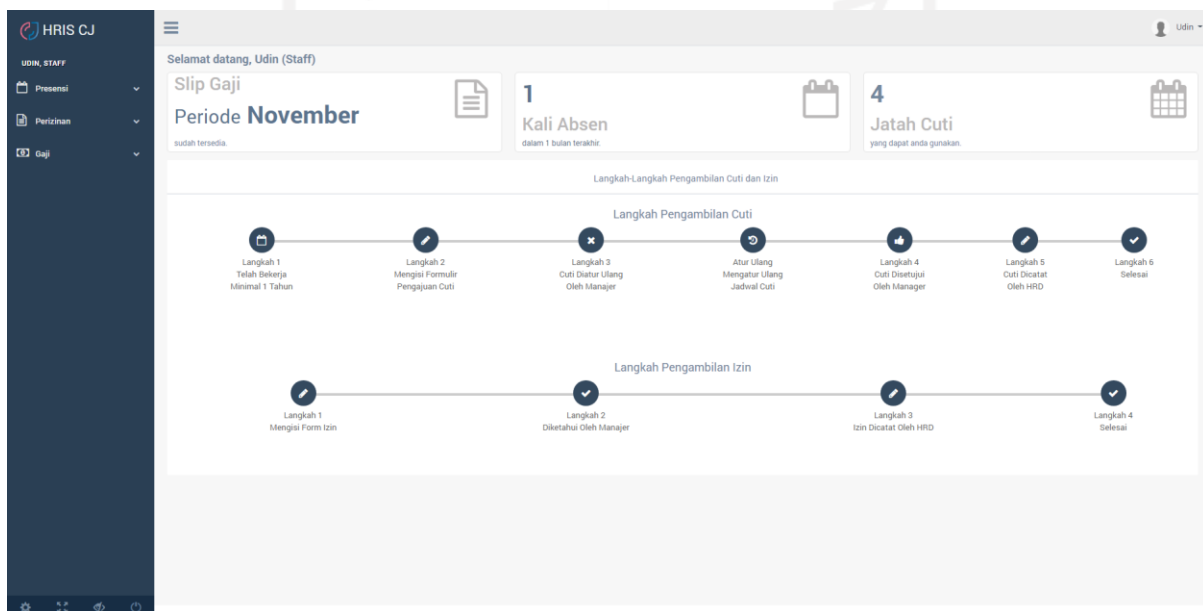 HRIS CJ
Udin
UDIN, STAFF
Presensi
Perizinan
Gaji
Selamat datang, Udin (Staff)
Slip Gaji
Periode November
sudah tersedia.
1
Kali Absen
dalam 1 bulan terakhir.
4
Jatah Cuti
yang dapat anda gunakan.
Langkah-Langkah Pengambilan Cuti dan Izin
Langkah Pengambilan Cuti
Langkah 1
Telah Bekerja
Minimal 1 Tahun
Langkah 2
Mengisi Formulir
Pengajuan Cuti
Langkah 3
Cuti Diatur Ulang
Oleh Manajer
Atur Ulang
Mengatur Ulang
Jadwal Cuti
Langkah 4
Cuti Disetujui
Oleh Manager
Langkah 5
Cuti Dicatat
Oleh HRD
Langkah 6
Selesai
Langkah Pengambilan Izin
Langkah 1
Mengisi Form Izin
Langkah 2
Diketahui Oleh Manajer
Langkah 3
Izin Dicatat Oleh HRD
Langkah 4
Selesai